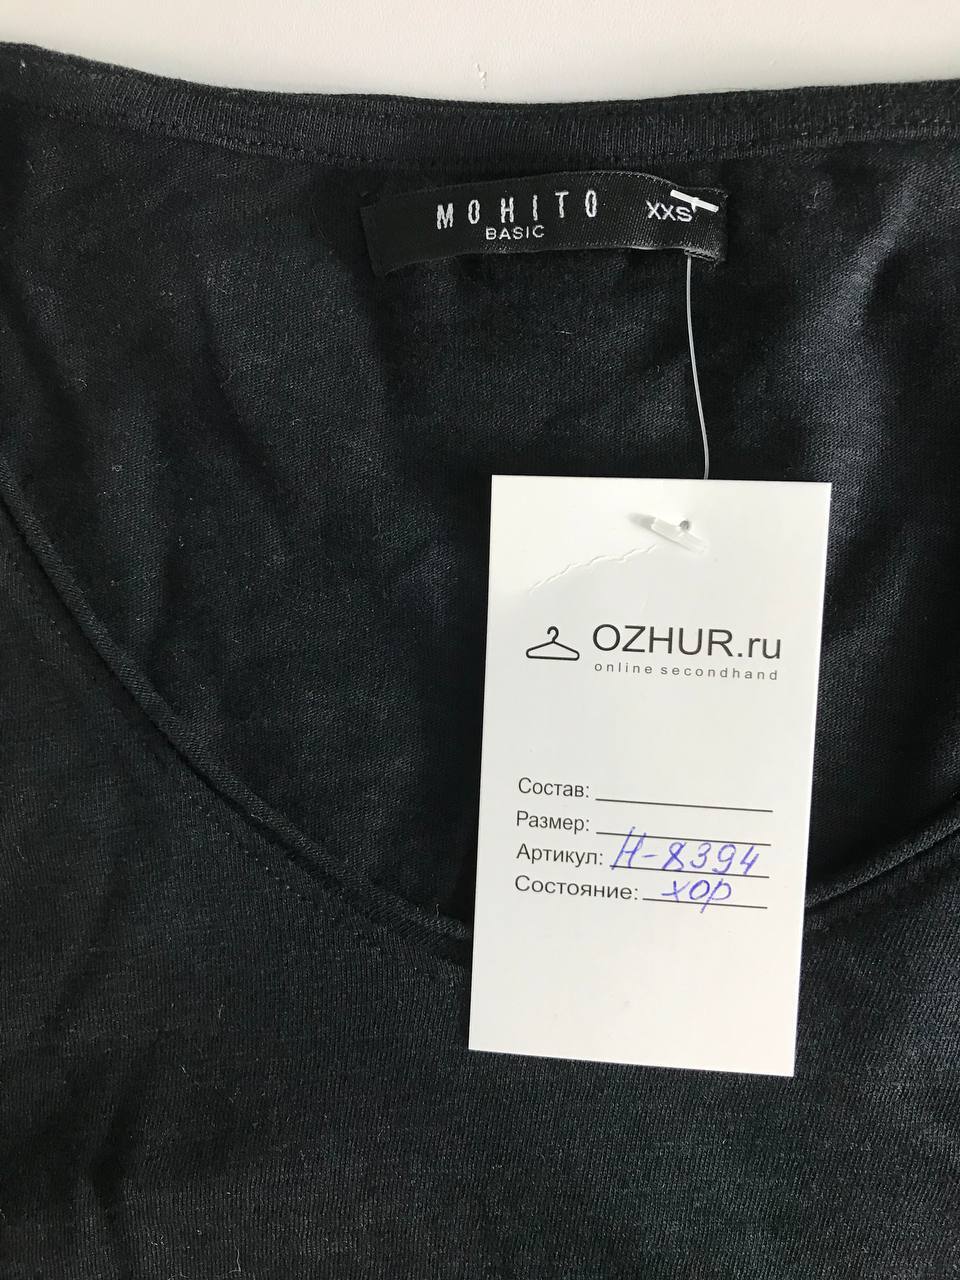 MOHITO
BASIC
XXS
OZHUR.ru
online secondhand
Состав:
Размер:
Артикул: Н-8394
Состояние: хор